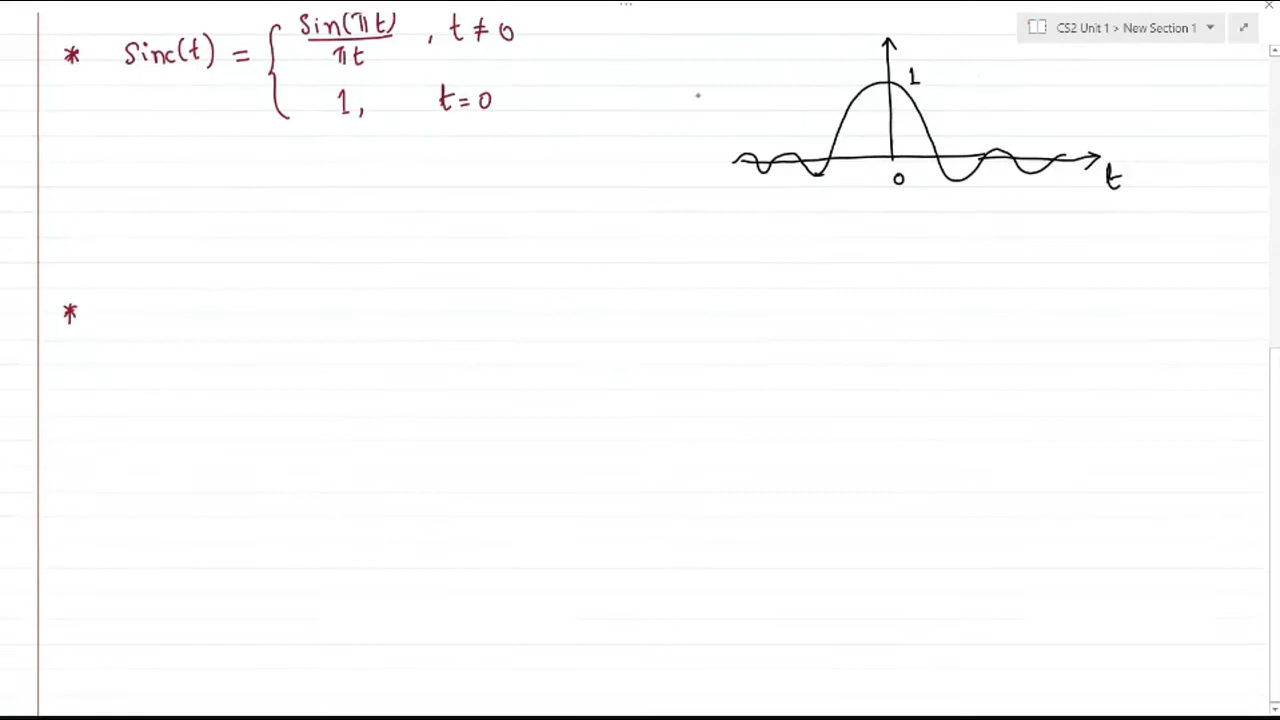 CS2 Unit 1 > New Section 1
* Sinc(t) = { Sin(πt) / πt , t ≠ 0
1, t = 0
1
0
t
*